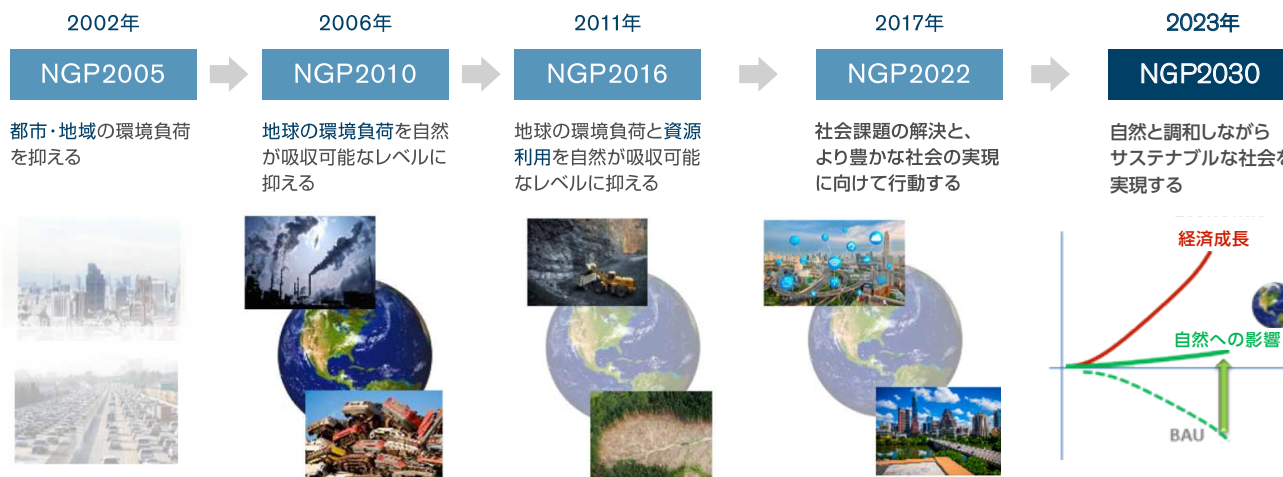 2002年
NGP2005
都市・地域の環境負荷
を抑える
2006年
NGP2010
地球の環境負荷を自然
が吸収可能なレベルに
抑える
2011年
NGP2016
地球の環境負荷と資源
利用を自然が吸収可能
なレベルに抑える
2017年
NGP2022
社会課題の解決と、
より豊かな社会の実現
に向けて行動する
2023年
NGP2030
自然と調和しながら
サステナブルな社会を
実現する
経済成長
自然への影響
BAU